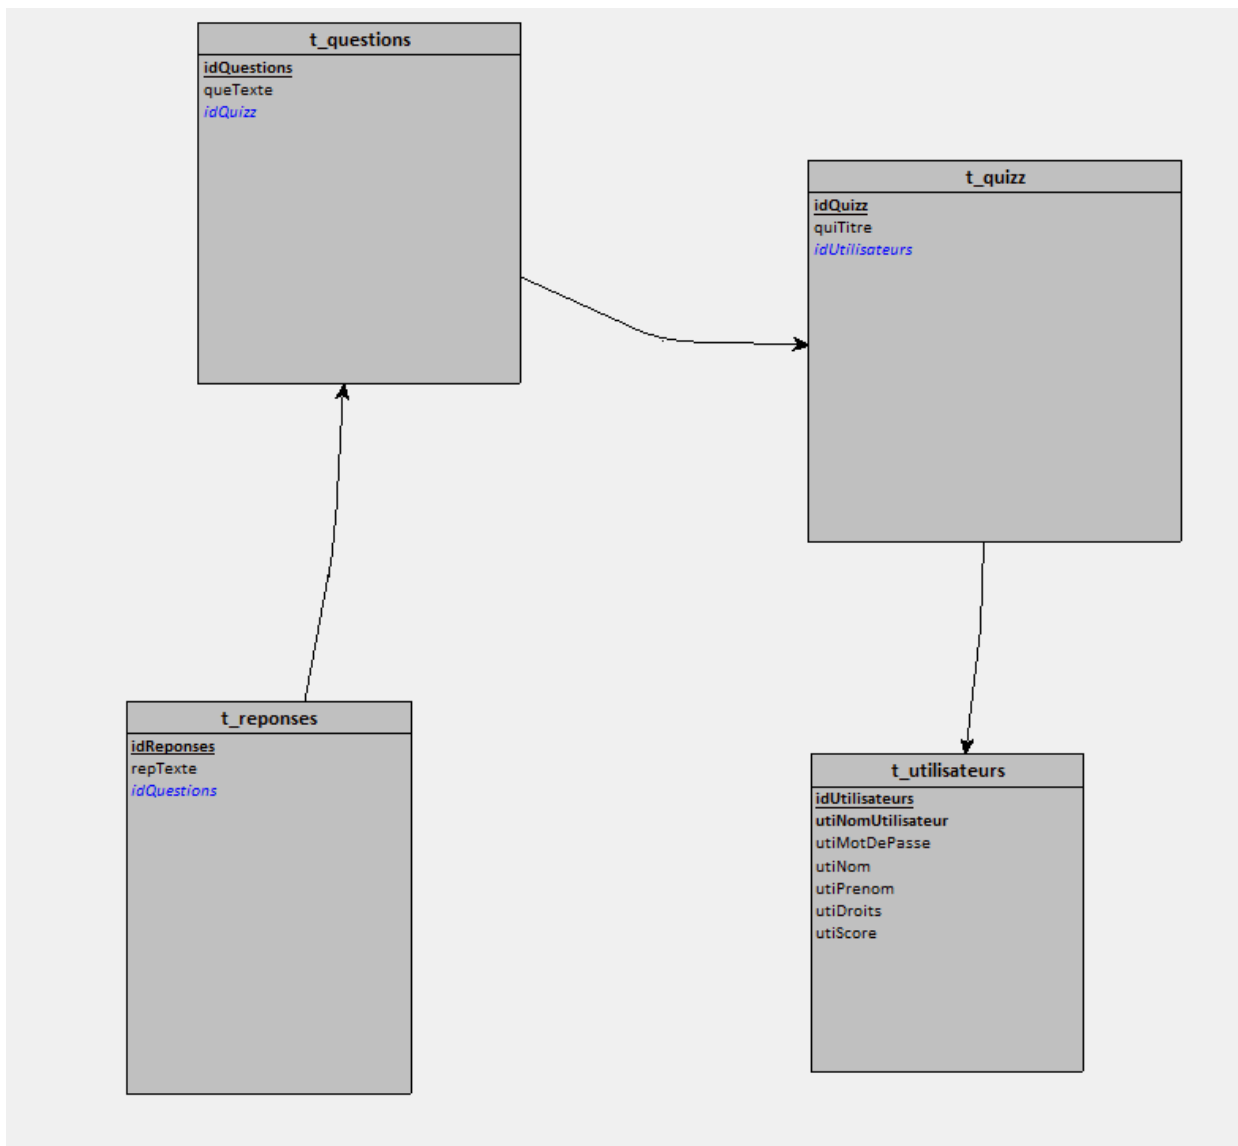 t_questions
idQuestions
queTexte
idQuizz
t_quizz
idQuizz
quiTitre
idUtilisateurs
t_reponses
idReponses
repTexte
idQuestions
t_utilisateurs
idUtilisateurs
utiNomUtilisateur
utiMotDePasse
utiNom
utiPrenom
utiDroits
utiScore